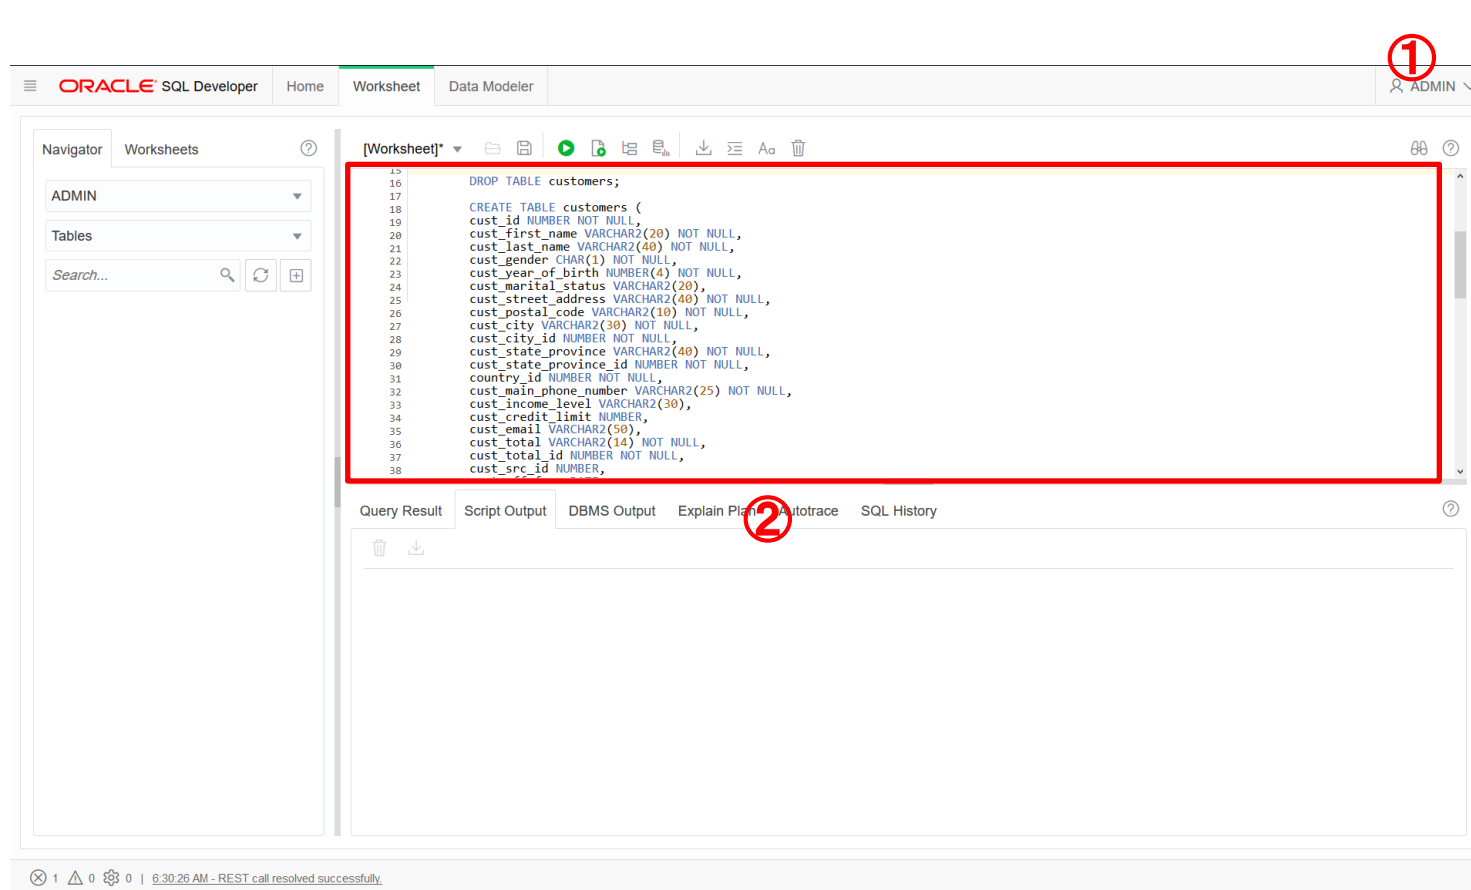 ①
ORACLE SQL Developer Home Worksheet Data Modeler ADMIN
Navigator Worksheets
[Worksheet]* Aa
ADMIN
Tables
Search...
15
16 DROP TABLE customers;
17
18 CREATE TABLE customers (
19 cust_id NUMBER NOT NULL,
20 cust_first_name VARCHAR2(20) NOT NULL,
21 cust_last_name VARCHAR2(40) NOT NULL,
22 cust_gender CHAR(1) NOT NULL,
23 cust_year_of_birth NUMBER(4) NOT NULL,
24 cust_marital_status VARCHAR2(20),
25 cust_street_address VARCHAR2(40) NOT NULL,
26 cust_postal_code VARCHAR2(10) NOT NULL,
27 cust_city VARCHAR2(30) NOT NULL,
28 cust_city_id NUMBER NOT NULL,
29 cust_state_province VARCHAR2(40) NOT NULL,
30 cust_state_province_id NUMBER NOT NULL,
31 country_id NUMBER NOT NULL,
32 cust_main_phone_number VARCHAR2(25) NOT NULL,
33 cust_income_level VARCHAR2(30),
34 cust_credit_limit NUMBER,
35 cust_email VARCHAR2(50),
36 cust_total VARCHAR2(14) NOT NULL,
37 cust_total_id NUMBER NOT NULL,
38 cust_src_id NUMBER,
Query Result Script Output DBMS Output Explain Plan Autotrace SQL History
②
1 0 0 | 6:30:26 AM - REST call resolved successfully.